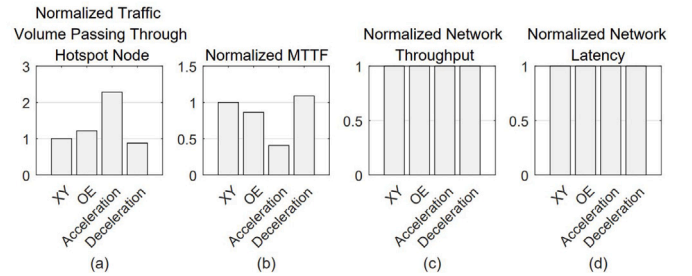 Normalized Traffic
Volume Passing Through
Hotspot Node
3
2
1
0
XY
OE
Acceleration
Deceleration
(a)
Normalized MTTF
1.5
1
0.5
0
XY
OE
Acceleration
Deceleration
(b)
Normalized Network
Throughput
1
0.5
0
XY
OE
Acceleration
Deceleration
(c)
Normalized Network
Latency
1
0.5
0
XY
OE
Acceleration
Deceleration
(d)